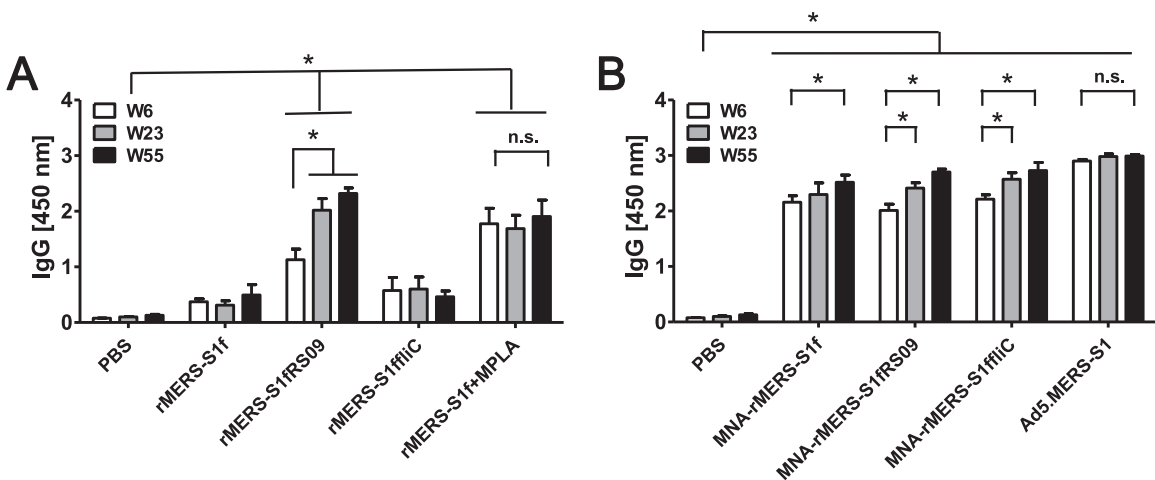 A
*
IgG [450 nm]
4
3
2
1
0
W6
W23
W55
*
n.s.
PBS
rMERS-S1f
rMERS-S1fRS09
rMERS-S1ffliC
rMERS-S1f+MPLA
B
*
IgG [450 nm]
4
3
2
1
0
W6
W23
W55
*
*
*
n.s.
*
*
PBS
MNA-rMERS-S1f
MNA-rMERS-S1fRS09
MNA-rMERS-S1ffliC
Ad5.MERS-S1